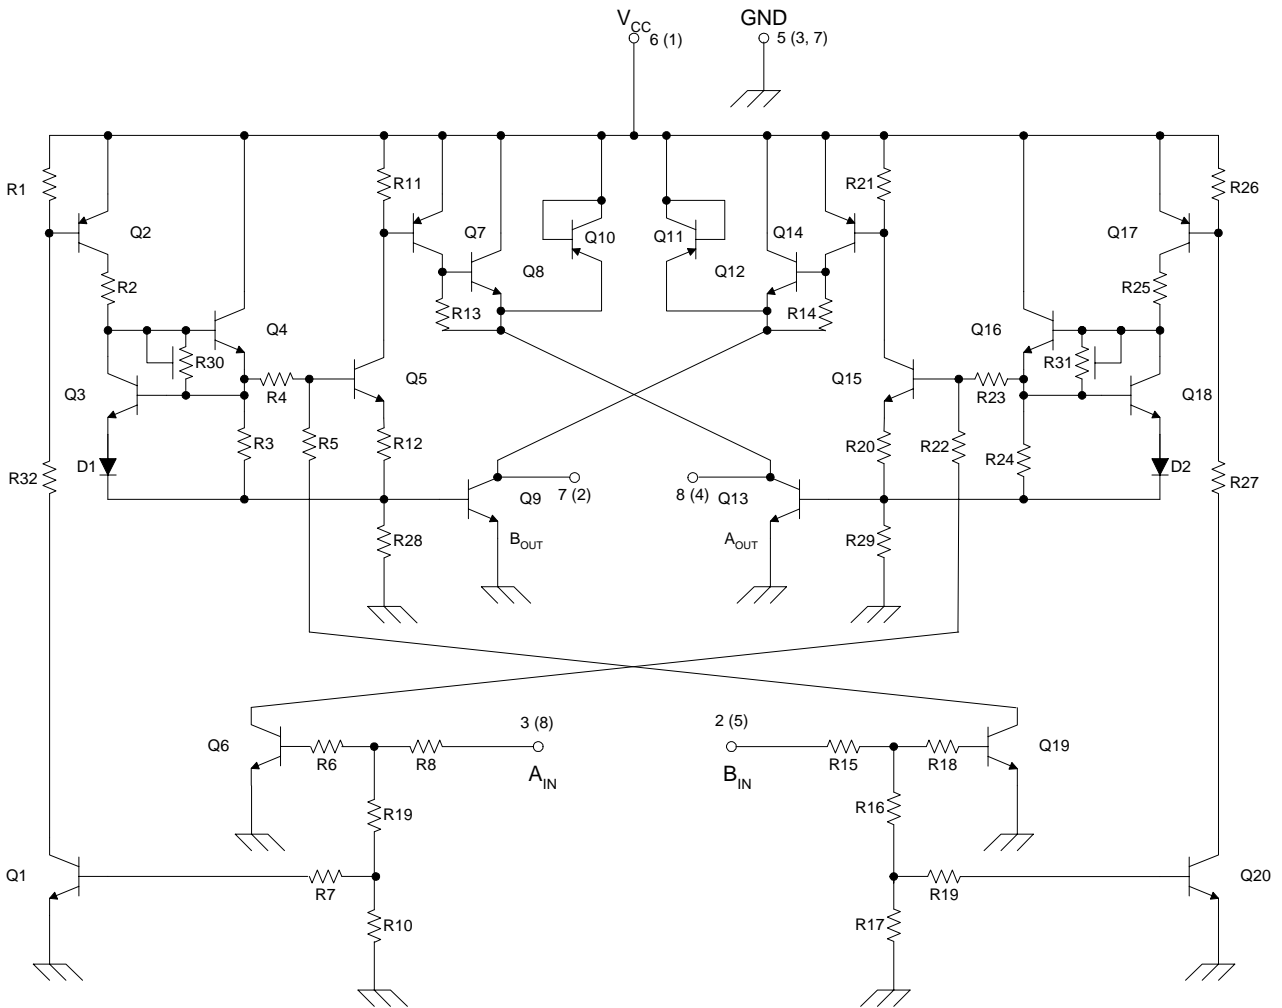 VCC
GND
6 (1)
5 (3, 7)
R1
R11
R21
R26
Q2
Q7
Q10
Q11
Q14
Q17
Q8
Q12
R2
R25
R13
R14
Q4
Q16
R30
R31
Q3
R4
Q5
Q15
R23
Q18
R3
R5
R12
R20
R22
R24
D1
D2
R32
R27
Q9
7 (2)
8 (4)
Q13
R28
BOUT
AOUT
R29
3 (8)
2 (5)
Q6
R6
R8
R15
R18
Q19
AIN
BIN
R19
R16
Q1
R7
R19
Q20
R10
R17